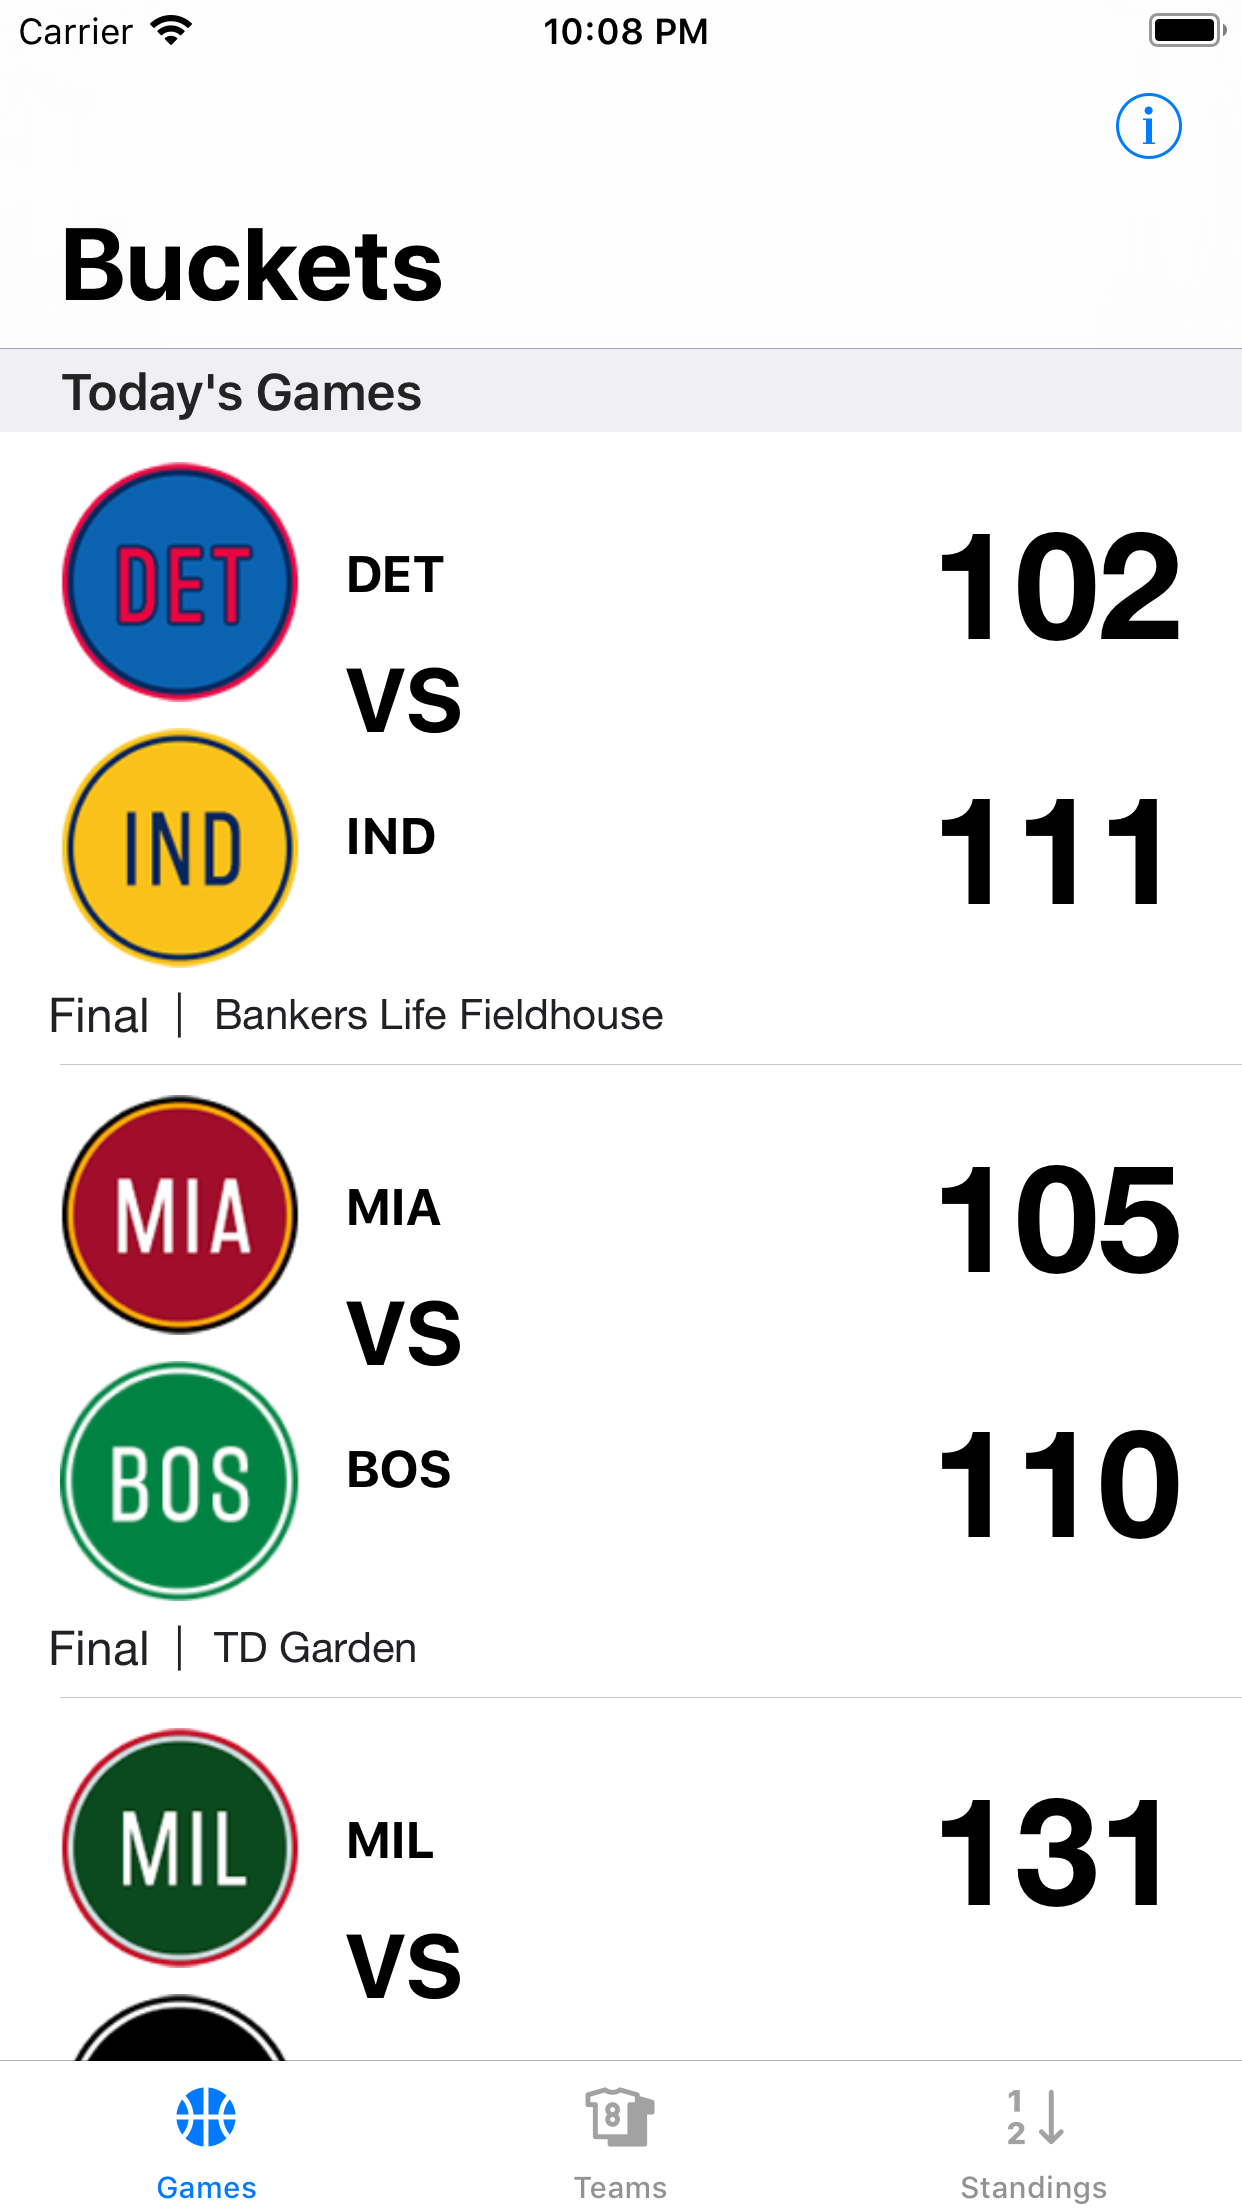 Carrier 10:08 PM
i
Buckets
Today's Games
DET DET 102
VS
IND IND 111
Final | Bankers Life Fieldhouse
MIA MIA 105
VS
BOS BOS 110
Final | TD Garden
MIL MIL 131
VS
8 1 2
Games Teams Standings